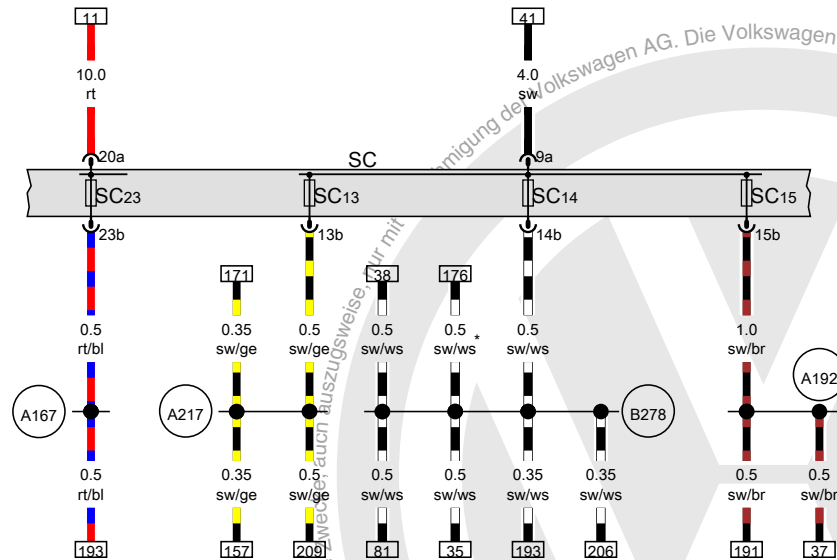 11
41
10.0
rt
4.0
sw
20a
SC
9a
SC23
SC13
SC14
SC15
23b
13b
14b
15b
171
38
176
0.5
rt/bl
0.35
sw/ge
0.5
sw/ge
0.5
sw/ws
0.5
sw/ws*
0.5
sw/ws
1.0
sw/br
A167
A217
B278
A192
0.5
rt/bl
0.35
sw/ge
0.5
sw/ge
0.5
sw/ws
0.5
sw/ws
0.35
sw/ws
0.35
sw/ws
0.5
sw/br
0.5
sw/br
193
157
209
81
35
193
206
191
37
Zwecke, auch auszugsweise, nur mit
hmigung der Volkswagen AG. Die Volkswagen